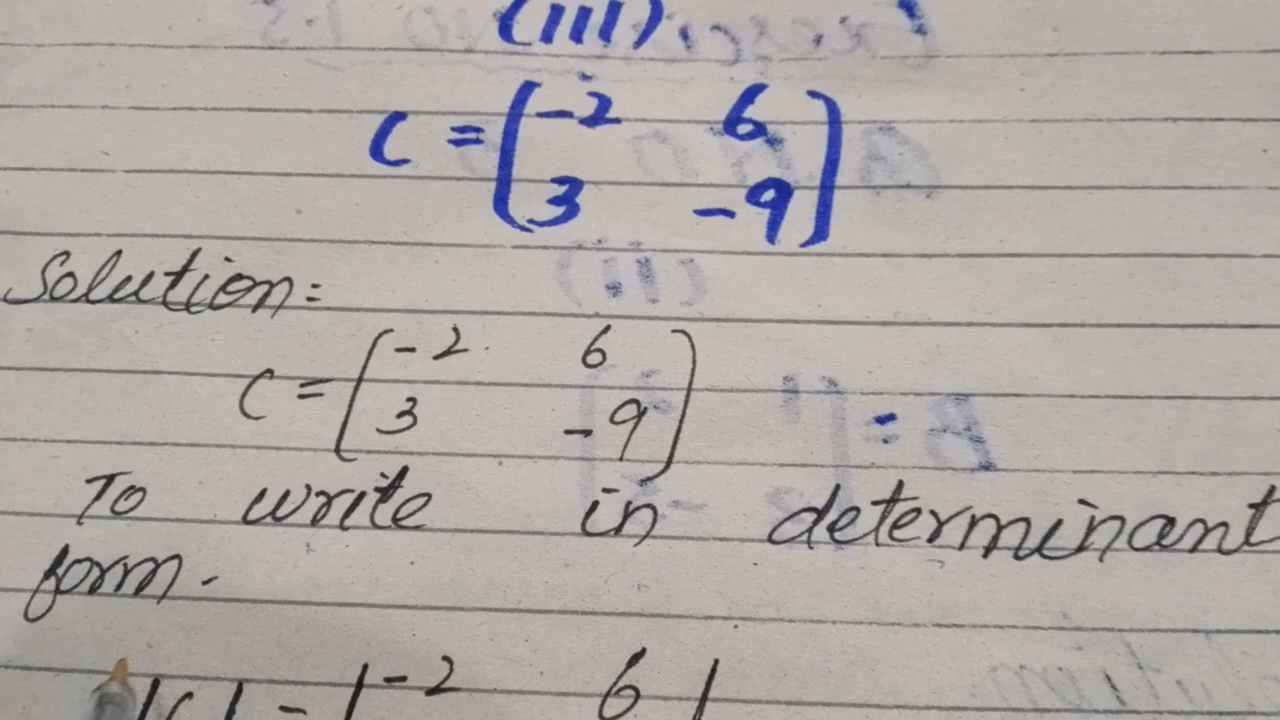 (iii)
C = [-2 6
3 -9]
Solution:
C = [-2 6
3 -9]
To write in determinant
form.
|C| = |-2 6|